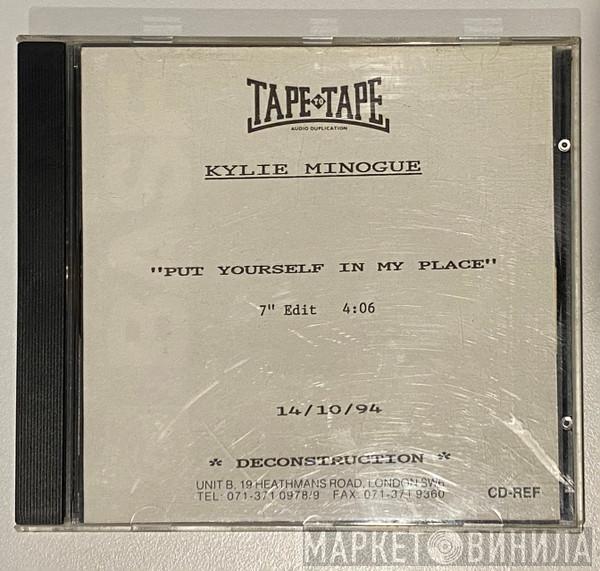 TAPE TO TAPE
AUDIO DUPLICATION
KYLIE MINOGUE
"PUT YOURSELF IN MY PLACE"
7" Edit 4:06
14/10/94
* DECONSTRUCTION *
UNIT B, 19 HEATHMANS ROAD, LONDON SW6
TEL: 071-371 0978/9 FAX: 071-371 9360
CD-REF
МАРКЕТ ВИНИЛА